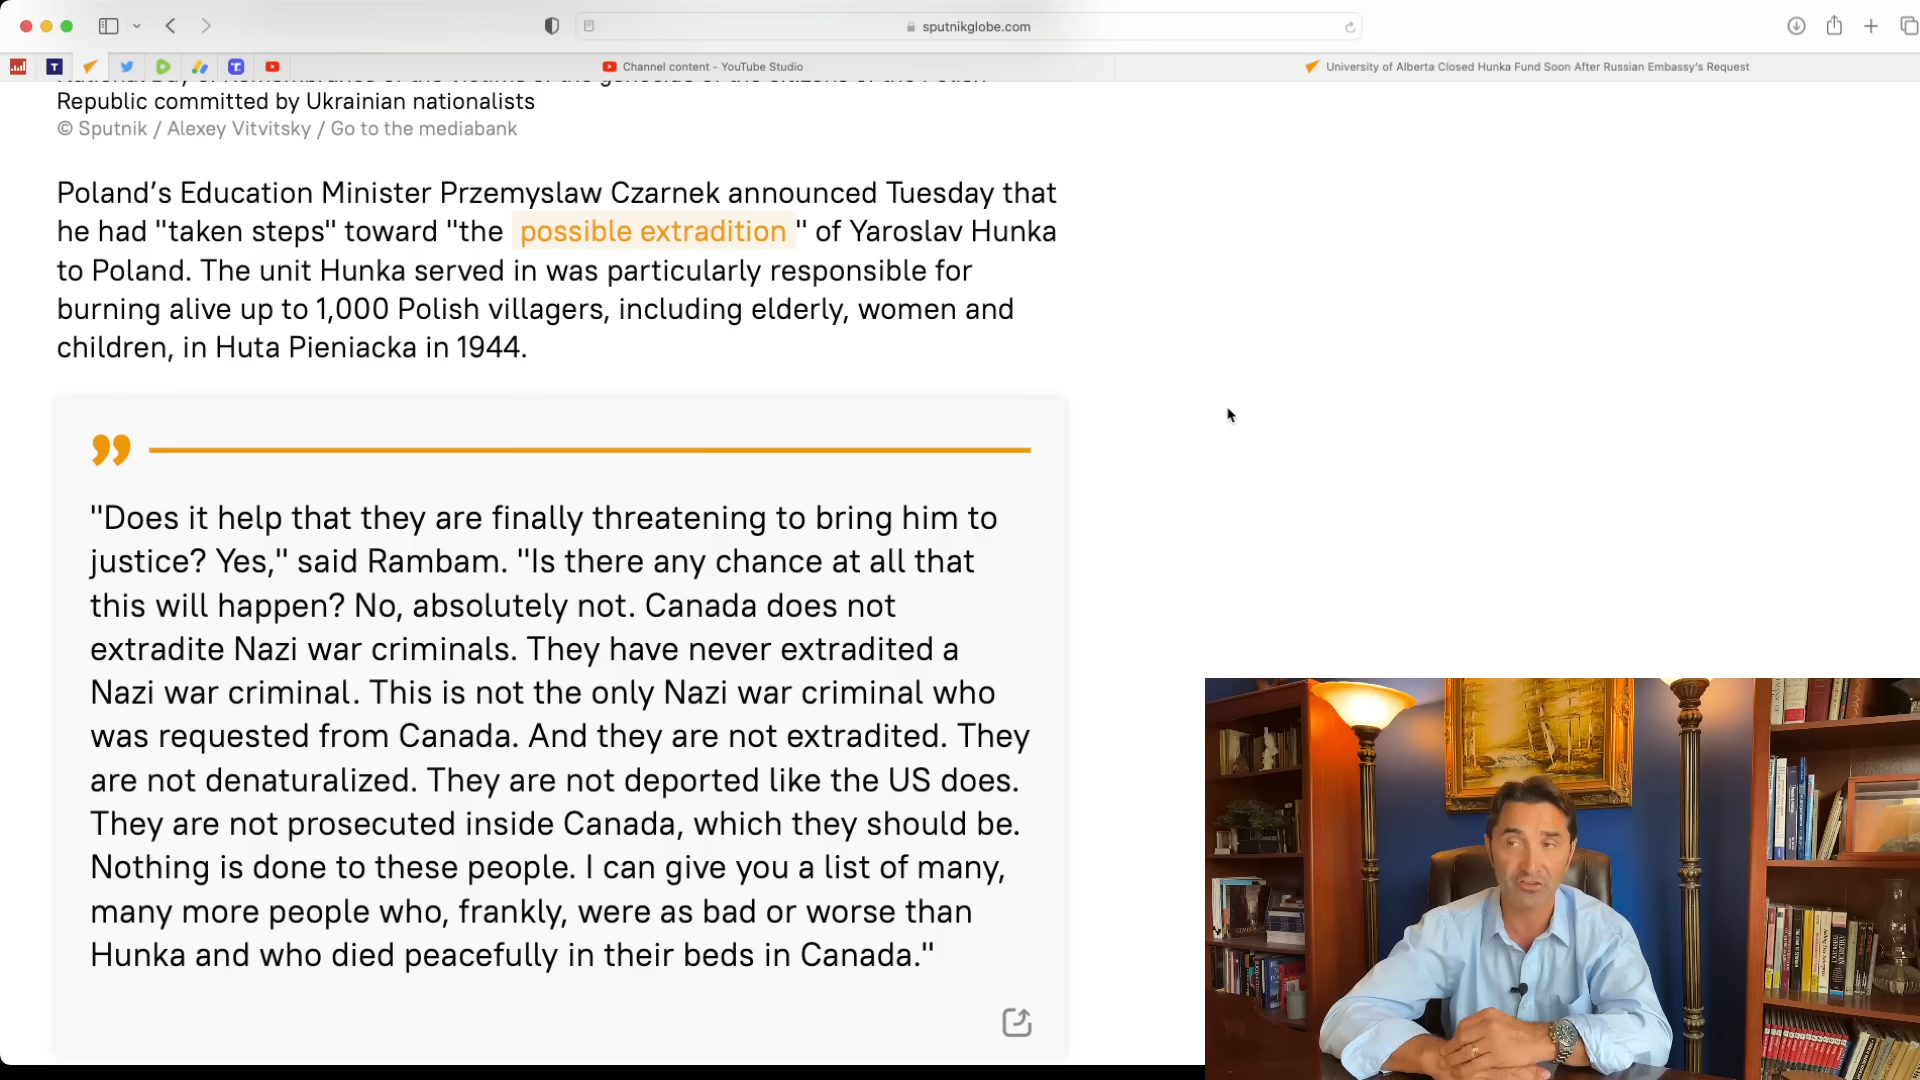 sputnikglobe.com
Channel content - YouTube Studio
University of Alberta Closed Hunka Fund Soon After Russian Embassy's Request
Republic committed by Ukrainian nationalists
© Sputnik / Alexey Vitvitsky / Go to the mediabank
Poland's Education Minister Przemyslaw Czarnek announced Tuesday that
he had "taken steps" toward "the possible extradition " of Yaroslav Hunka
to Poland. The unit Hunka served in was particularly responsible for
burning alive up to 1,000 Polish villagers, including elderly, women and
children, in Huta Pieniacka in 1944.
"Does it help that they are finally threatening to bring him to
justice? Yes," said Rambam. "Is there any chance at all that
this will happen? No, absolutely not. Canada does not
extradite Nazi war criminals. They have never extradited a
Nazi war criminal. This is not the only Nazi war criminal who
was requested from Canada. And they are not extradited. They
are not denaturalized. They are not deported like the US does.
They are not prosecuted inside Canada, which they should be.
Nothing is done to these people. I can give you a list of many,
many more people who, frankly, were as bad or worse than
Hunka and who died peacefully in their beds in Canada."